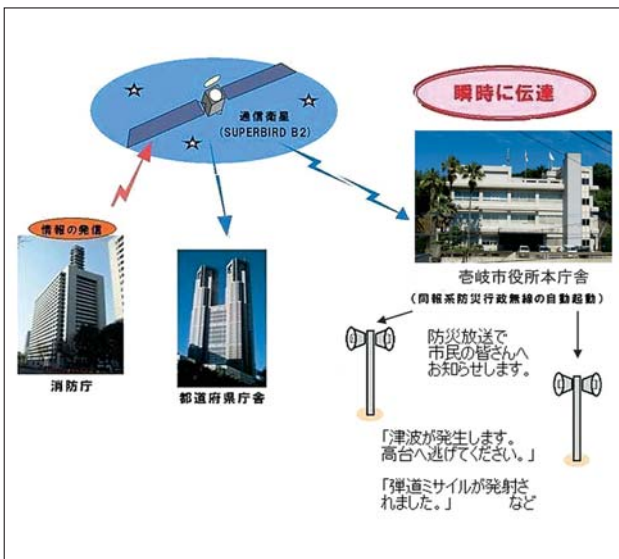 通信衛星
(SUPERBIRD B2)
瞬時に伝達
情報の発信
消防庁
都道府県庁舎
壱岐市役所本庁舎
(同報系防災行政無線の自動起動)
防災放送で
市民の皆さんへ
お知らせします。
「津波が発生します。
高台へ逃げてください。」
「弾道ミサイルが発射さ
れました。」 など